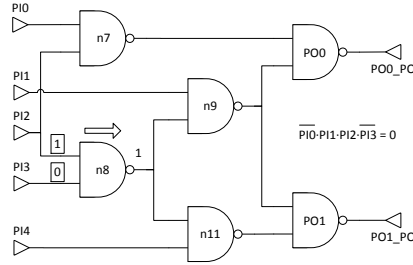 PI0
n7
PO0
PO0_PO
PI1
n9
PI2
1
1
PI0·PI1·PI2·PI3 = 0
PI3
0
n8
PO1
PO1_PO
PI4
n11